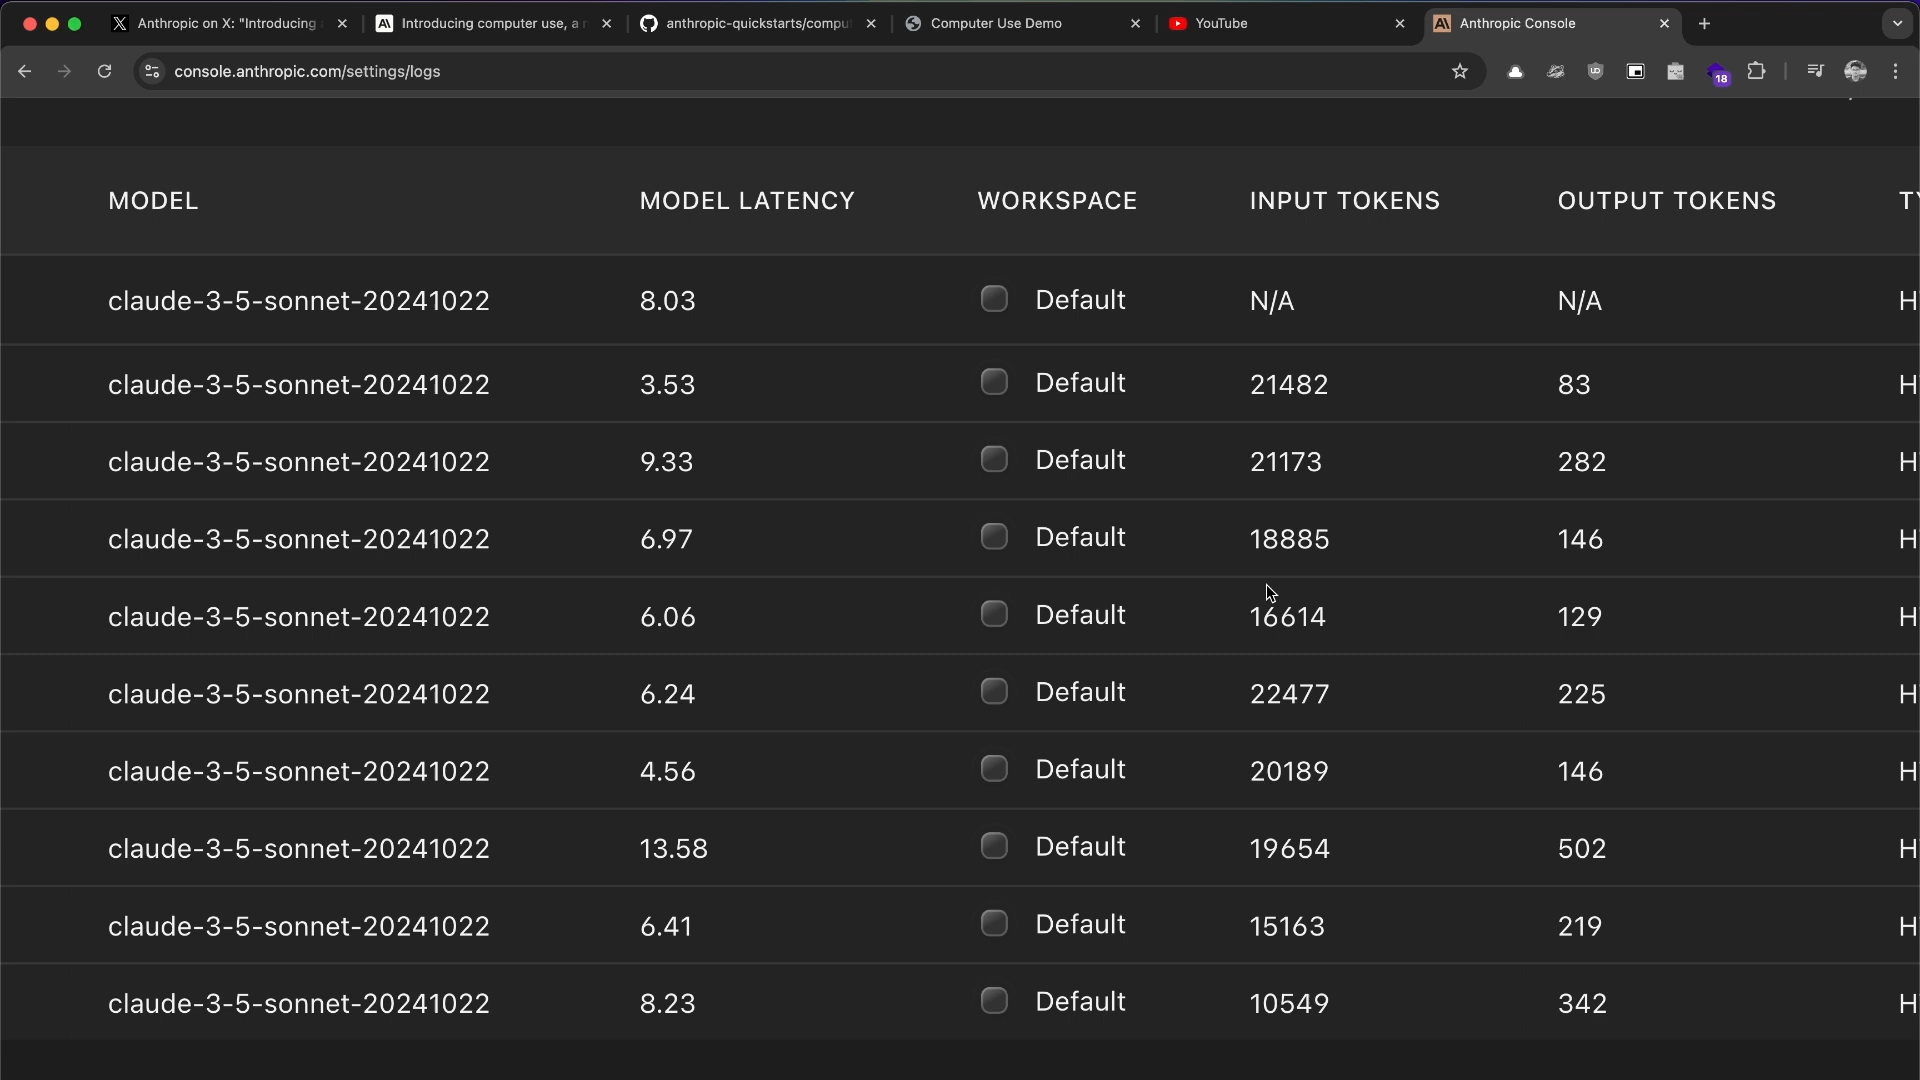 Anthropic on X: "Introducing Introducing computer use, a anthropic-quickstarts/compu Computer Use Demo YouTube Anthropic Console
console.anthropic.com/settings/logs 18
MODEL MODEL LATENCY WORKSPACE INPUT TOKENS OUTPUT TOKENS
claude-3-5-sonnet-20241022 8.03 Default N/A N/A
claude-3-5-sonnet-20241022 3.53 Default 21482 83
claude-3-5-sonnet-20241022 9.33 Default 21173 282
claude-3-5-sonnet-20241022 6.97 Default 18885 146
claude-3-5-sonnet-20241022 6.06 Default 16614 129
claude-3-5-sonnet-20241022 6.24 Default 22477 225
claude-3-5-sonnet-20241022 4.56 Default 20189 146
claude-3-5-sonnet-20241022 13.58 Default 19654 502
claude-3-5-sonnet-20241022 6.41 Default 15163 219
claude-3-5-sonnet-20241022 8.23 Default 10549 342